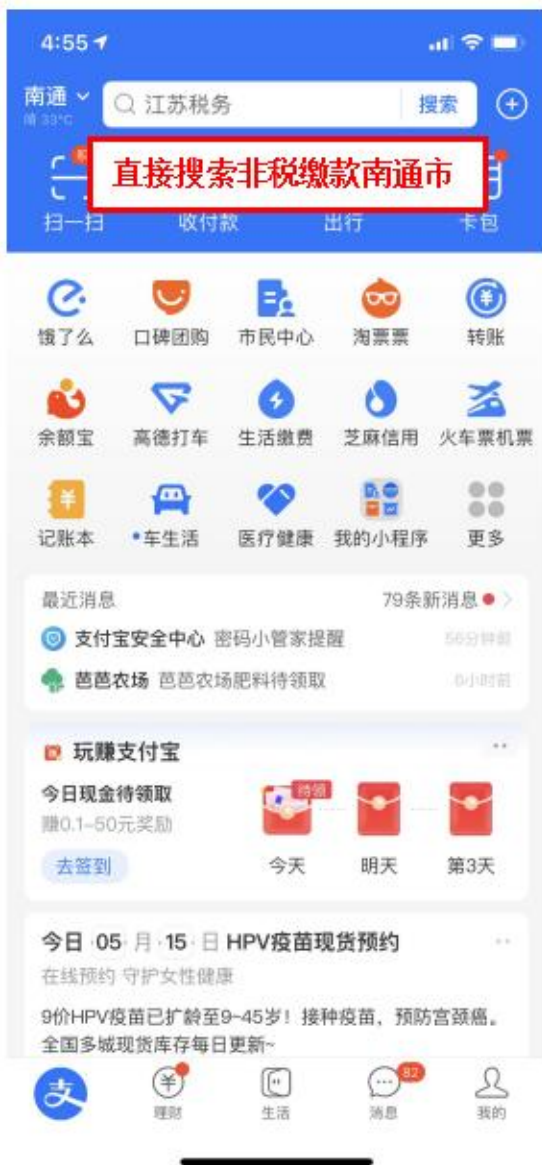 4:55
南通
江苏税务
搜索
晴 33°C
直接搜索非税缴款南通市
扫一扫 收付款 出行 卡包
饿了么 口碑团购 市民中心 淘票票 转账
余额宝 高德打车 生活缴费 芝麻信用 火车票机票
记账本 车生活 医疗健康 我的小程序 更多
最近消息 79条新消息
支付宝安全中心 密码小管家提醒 56分钟前
芭芭农场 芭芭农场肥料待领取
玩赚支付宝
今日现金待领取 待领
赚0.1-50元奖励
去签到 今天 明天 第3天
今日·05·月·15·日 HPV疫苗现货预约
在线预约 守护女性健康
9价HPV疫苗已扩龄至9-45岁！接种疫苗，预防宫颈癌。
全国多城现货库存每日更新~
支 82
理财 生活 消息 我的